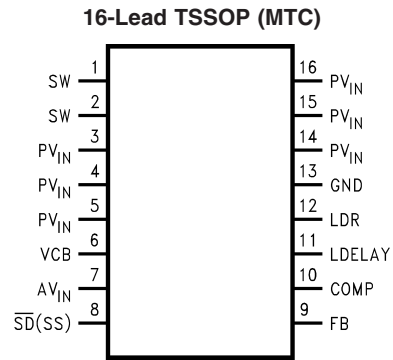 16-Lead TSSOP (MTC)
SW 1
SW 2
PVIN 3
PVIN 4
PVIN 5
VCB 6
AVIN 7
SD(SS) 8
16 PVIN
15 PVIN
14 PVIN
13 GND
12 LDR
11 LDELAY
10 COMP
9 FB